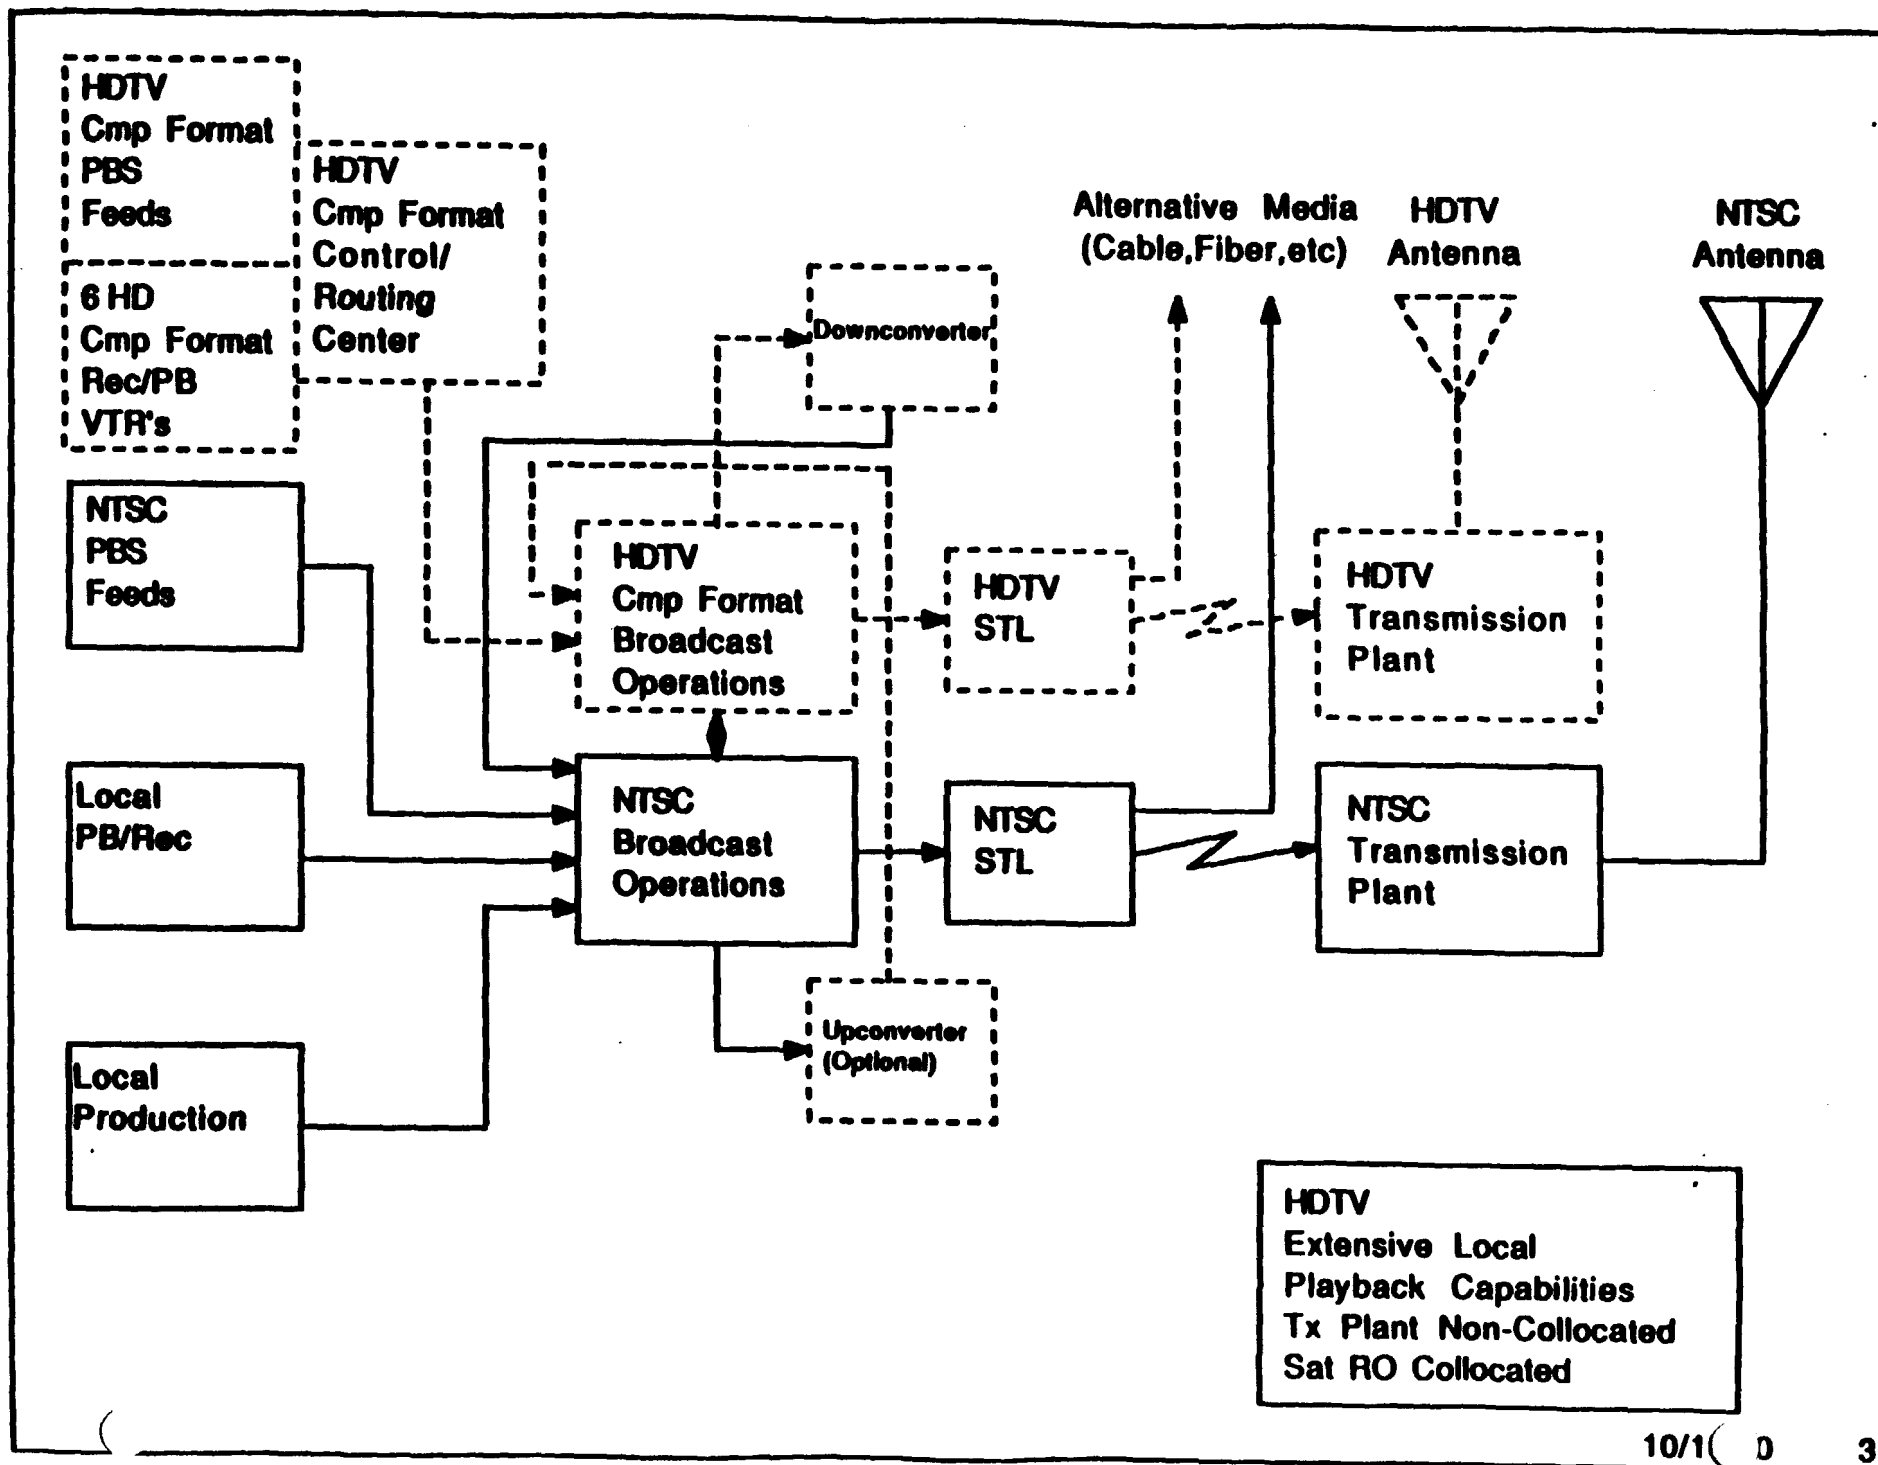 HDTV
Cmp Format
PBS
Feeds
6 HD
Cmp Format
Rec/PB
VTR's
HDTV
Cmp Format
Control/
Routing
Center
Downconverter
Alternative Media
(Cable,Fiber,etc)
HDTV
Antenna
NTSC
Antenna
NTSC
PBS
Feeds
HDTV
Cmp Format
Broadcast
Operations
HDTV
STL
HDTV
Transmission
Plant
Local
PB/Rec
NTSC
Broadcast
Operations
NTSC
STL
NTSC
Transmission
Plant
Local
Production
Upconverter
(Optional)
HDTV
Extensive Local
Playback Capabilities
Tx Plant Non-Collocated
Sat RO Collocated
10/1 0 3